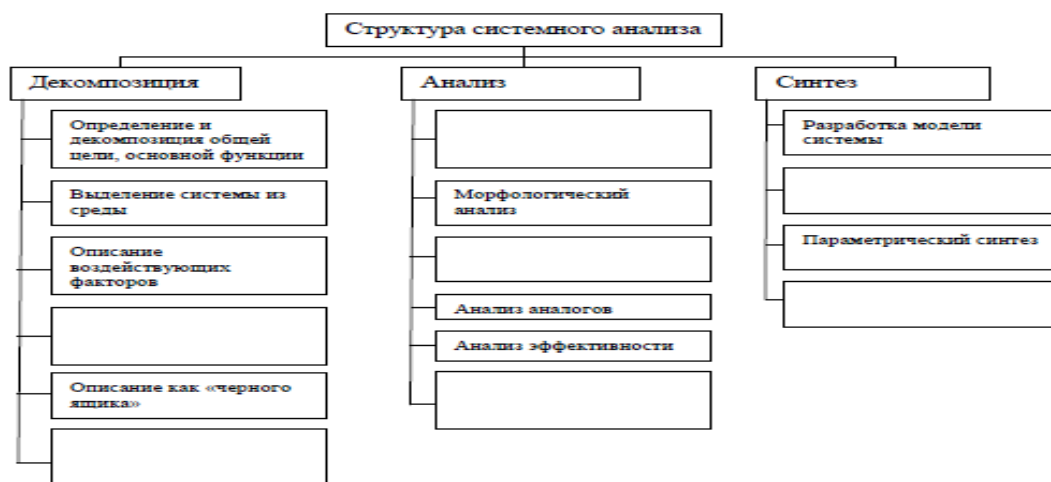 Структура системного анализа
Декомпозиция
Анализ
Синтез
Определение и
декомпозиция общей
цели, основной функции
Выделение системы из
среды
Описание
воздействующих
факторов
Описание как «черного
ящика»
Морфологический
анализ
Анализ аналогов
Анализ эффективности
Разработка модели
системы
Параметрический синтез